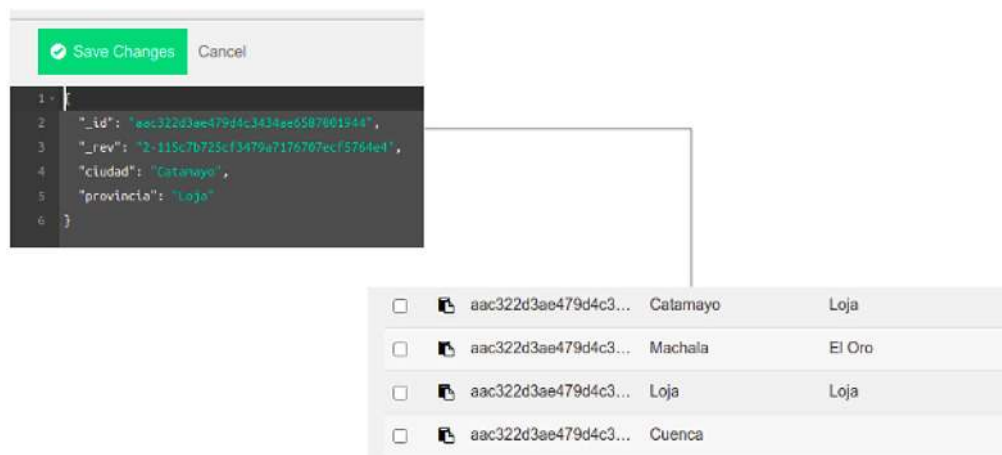 Save Changes Cancel
1 {
2 "_id": "aac322d3ae479d4c3434ae6587001944",
3 "_rev": "2-115c7b725cf3479a7176707ecf5764e4",
4 "ciudad": "Catamayo",
5 "provincia": "Loja"
6 }
aac322d3ae479d4c3... Catamayo Loja
aac322d3ae479d4c3... Machala El Oro
aac322d3ae479d4c3... Loja Loja
aac322d3ae479d4c3... Cuenca